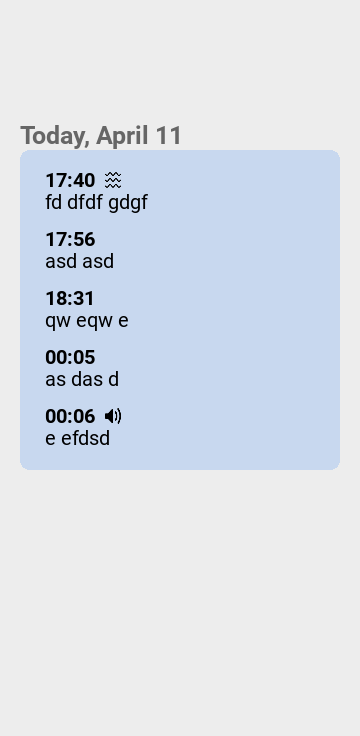 Today, April 11
17:40
fd dfdf gdgf
17:56
asd asd
18:31
qw eqw e
00:05
as das d
00:06
e efdsd